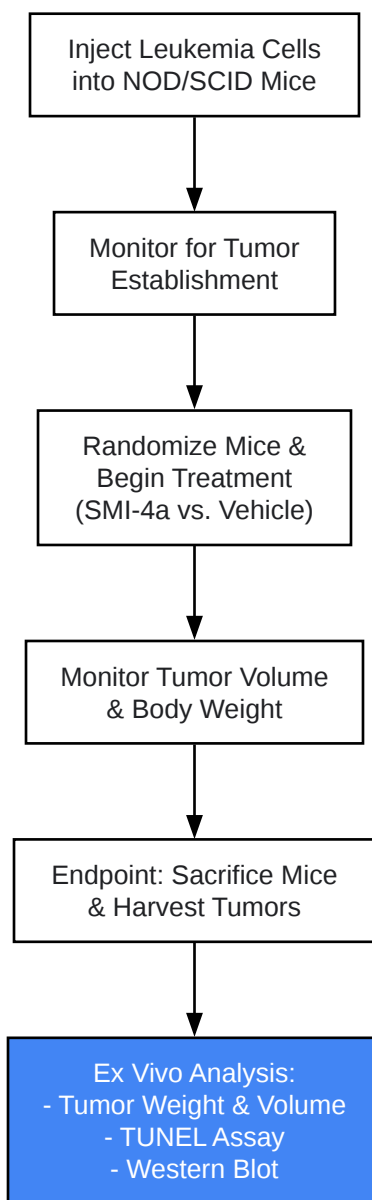 Inject Leukemia Cells
into NOD/SCID Mice
Monitor for Tumor
Establishment
Randomize Mice &
Begin Treatment
(SMI-4a vs. Vehicle)
Monitor Tumor Volume
& Body Weight
Endpoint: Sacrifice Mice
& Harvest Tumors
Ex Vivo Analysis:
- Tumor Weight & Volume
- TUNEL Assay
- Western Blot